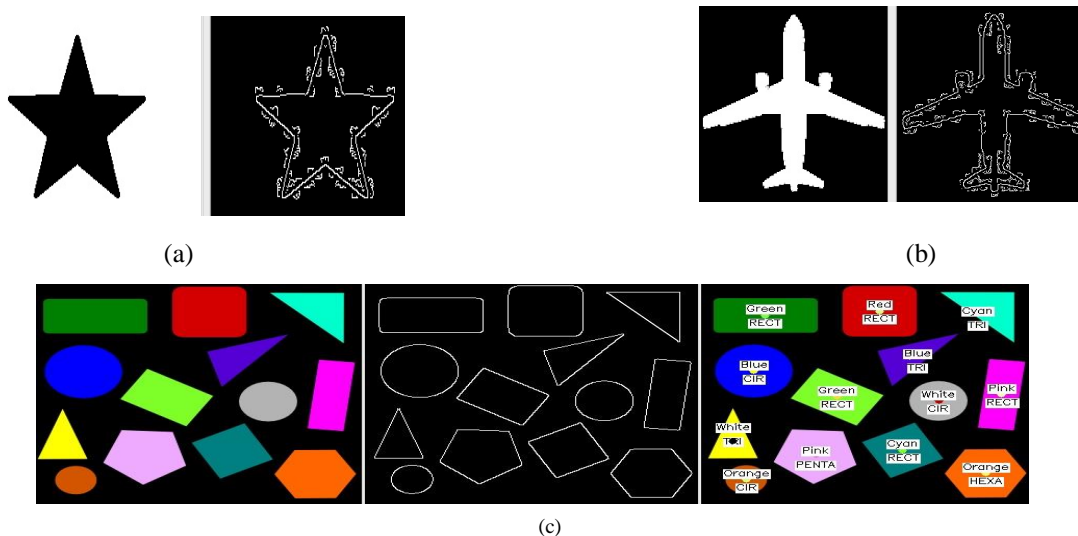 (a)
(b)
Green
RECT
Red
RECT
Cyan
TRI
Blue
CIR
Blue
TRI
Green
RECT
White
CIR
Pink
RECT
White
TRI
Pink
PENTA
Cyan
RECT
Orange
CIR
Orange
HEXA
(c)